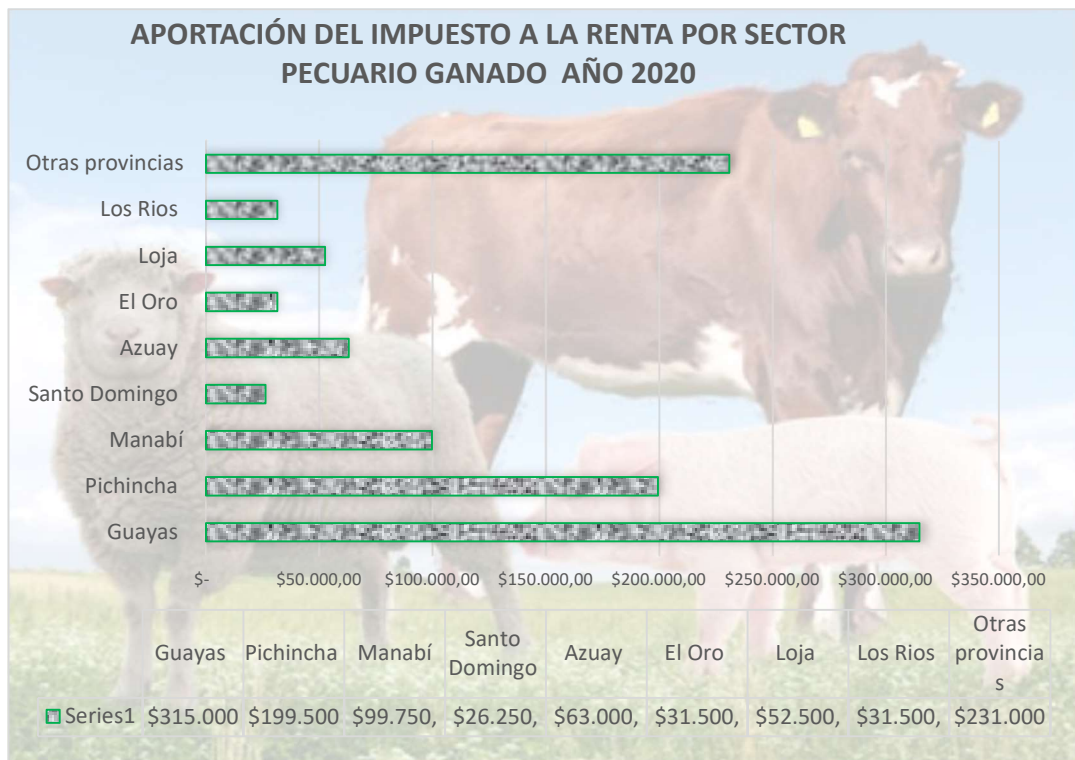 APORTACIÓN DEL IMPUESTO A LA RENTA POR SECTOR
PECUARIO GANADO AÑO 2020
Otras provincias
Los Rios
Loja
El Oro
Azuay
Santo Domingo
Manabí
Pichincha
Guayas
$- $50.000,00 $100.000,00 $150.000,00 $200.000,00 $250.000,00 $300.000,00 $350.000,00
Guayas Pichincha Manabí Santo Domingo Azuay El Oro Loja Los Rios Otras provincias
Series1 $315.000 $199.500 $99.750, $26.250, $63.000, $31.500, $52.500, $31.500, $231.000